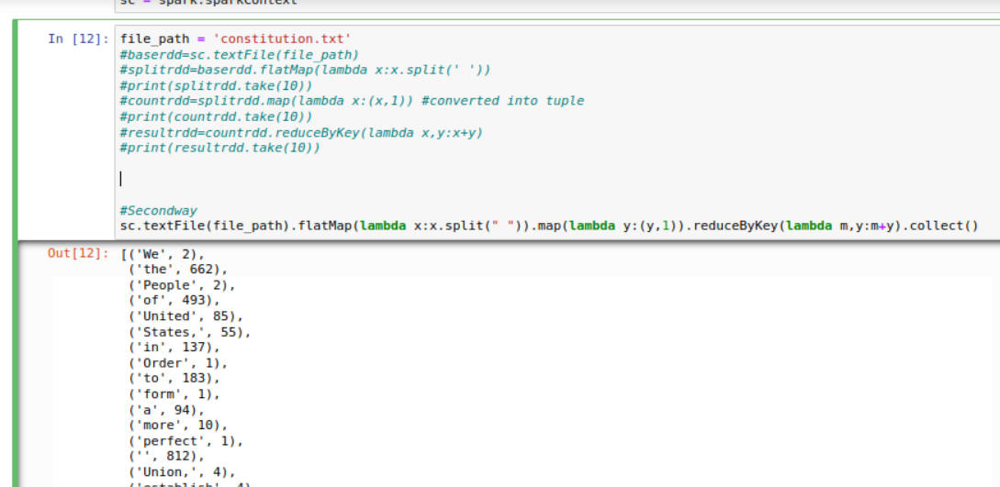 sc = spark.sparkContext
In [12]: file_path = 'constitution.txt'
#baserdd=sc.textFile(file_path)
#splitrdd=baserdd.flatMap(lambda x:x.split(' '))
#print(splitrdd.take(10))
#countrdd=splitrdd.map(lambda x:(x,1)) #converted into tuple
#print(countrdd.take(10))
#resultrdd=countrdd.reduceByKey(lambda x,y:x+y)
#print(resultrdd.take(10))
#Secondway
sc.textFile(file_path).flatMap(lambda x:x.split(" ")).map(lambda y:(y,1)).reduceByKey(lambda m,y:m+y).collect()
Out[12]: [('We', 2),
('the', 662),
('People', 2),
('of', 493),
('United', 85),
('States,', 55),
('in', 137),
('Order', 1),
('to', 183),
('form', 1),
('a', 94),
('more', 10),
('perfect', 1),
('', 812),
('Union,', 4),
('establish', 4)